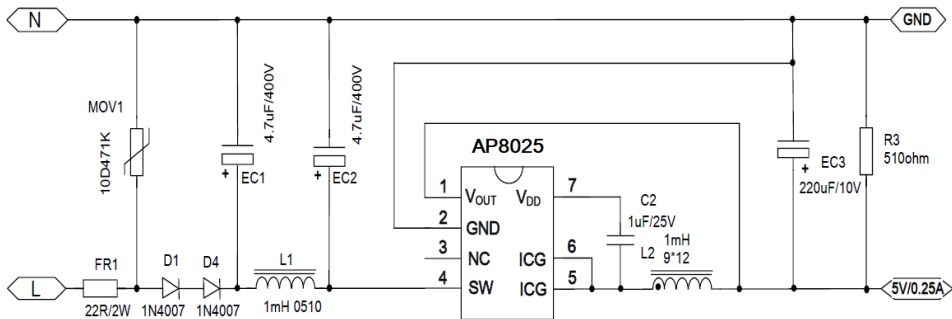 N
GND
MOV1
10D471K
4.7uF/400V
+ EC1
4.7uF/400V
+ EC2
AP8025
1 VOUT VDD 7
2 GND
3 NC ICG 6
4 SW ICG 5
C2
1uF/25V
L2 1mH
9*12
+ EC3
220uF/10V
R3
510ohm
L
FR1
22R/2W
D1
1N4007
D4
1N4007
L1
1mH 0510
5V/0.25A